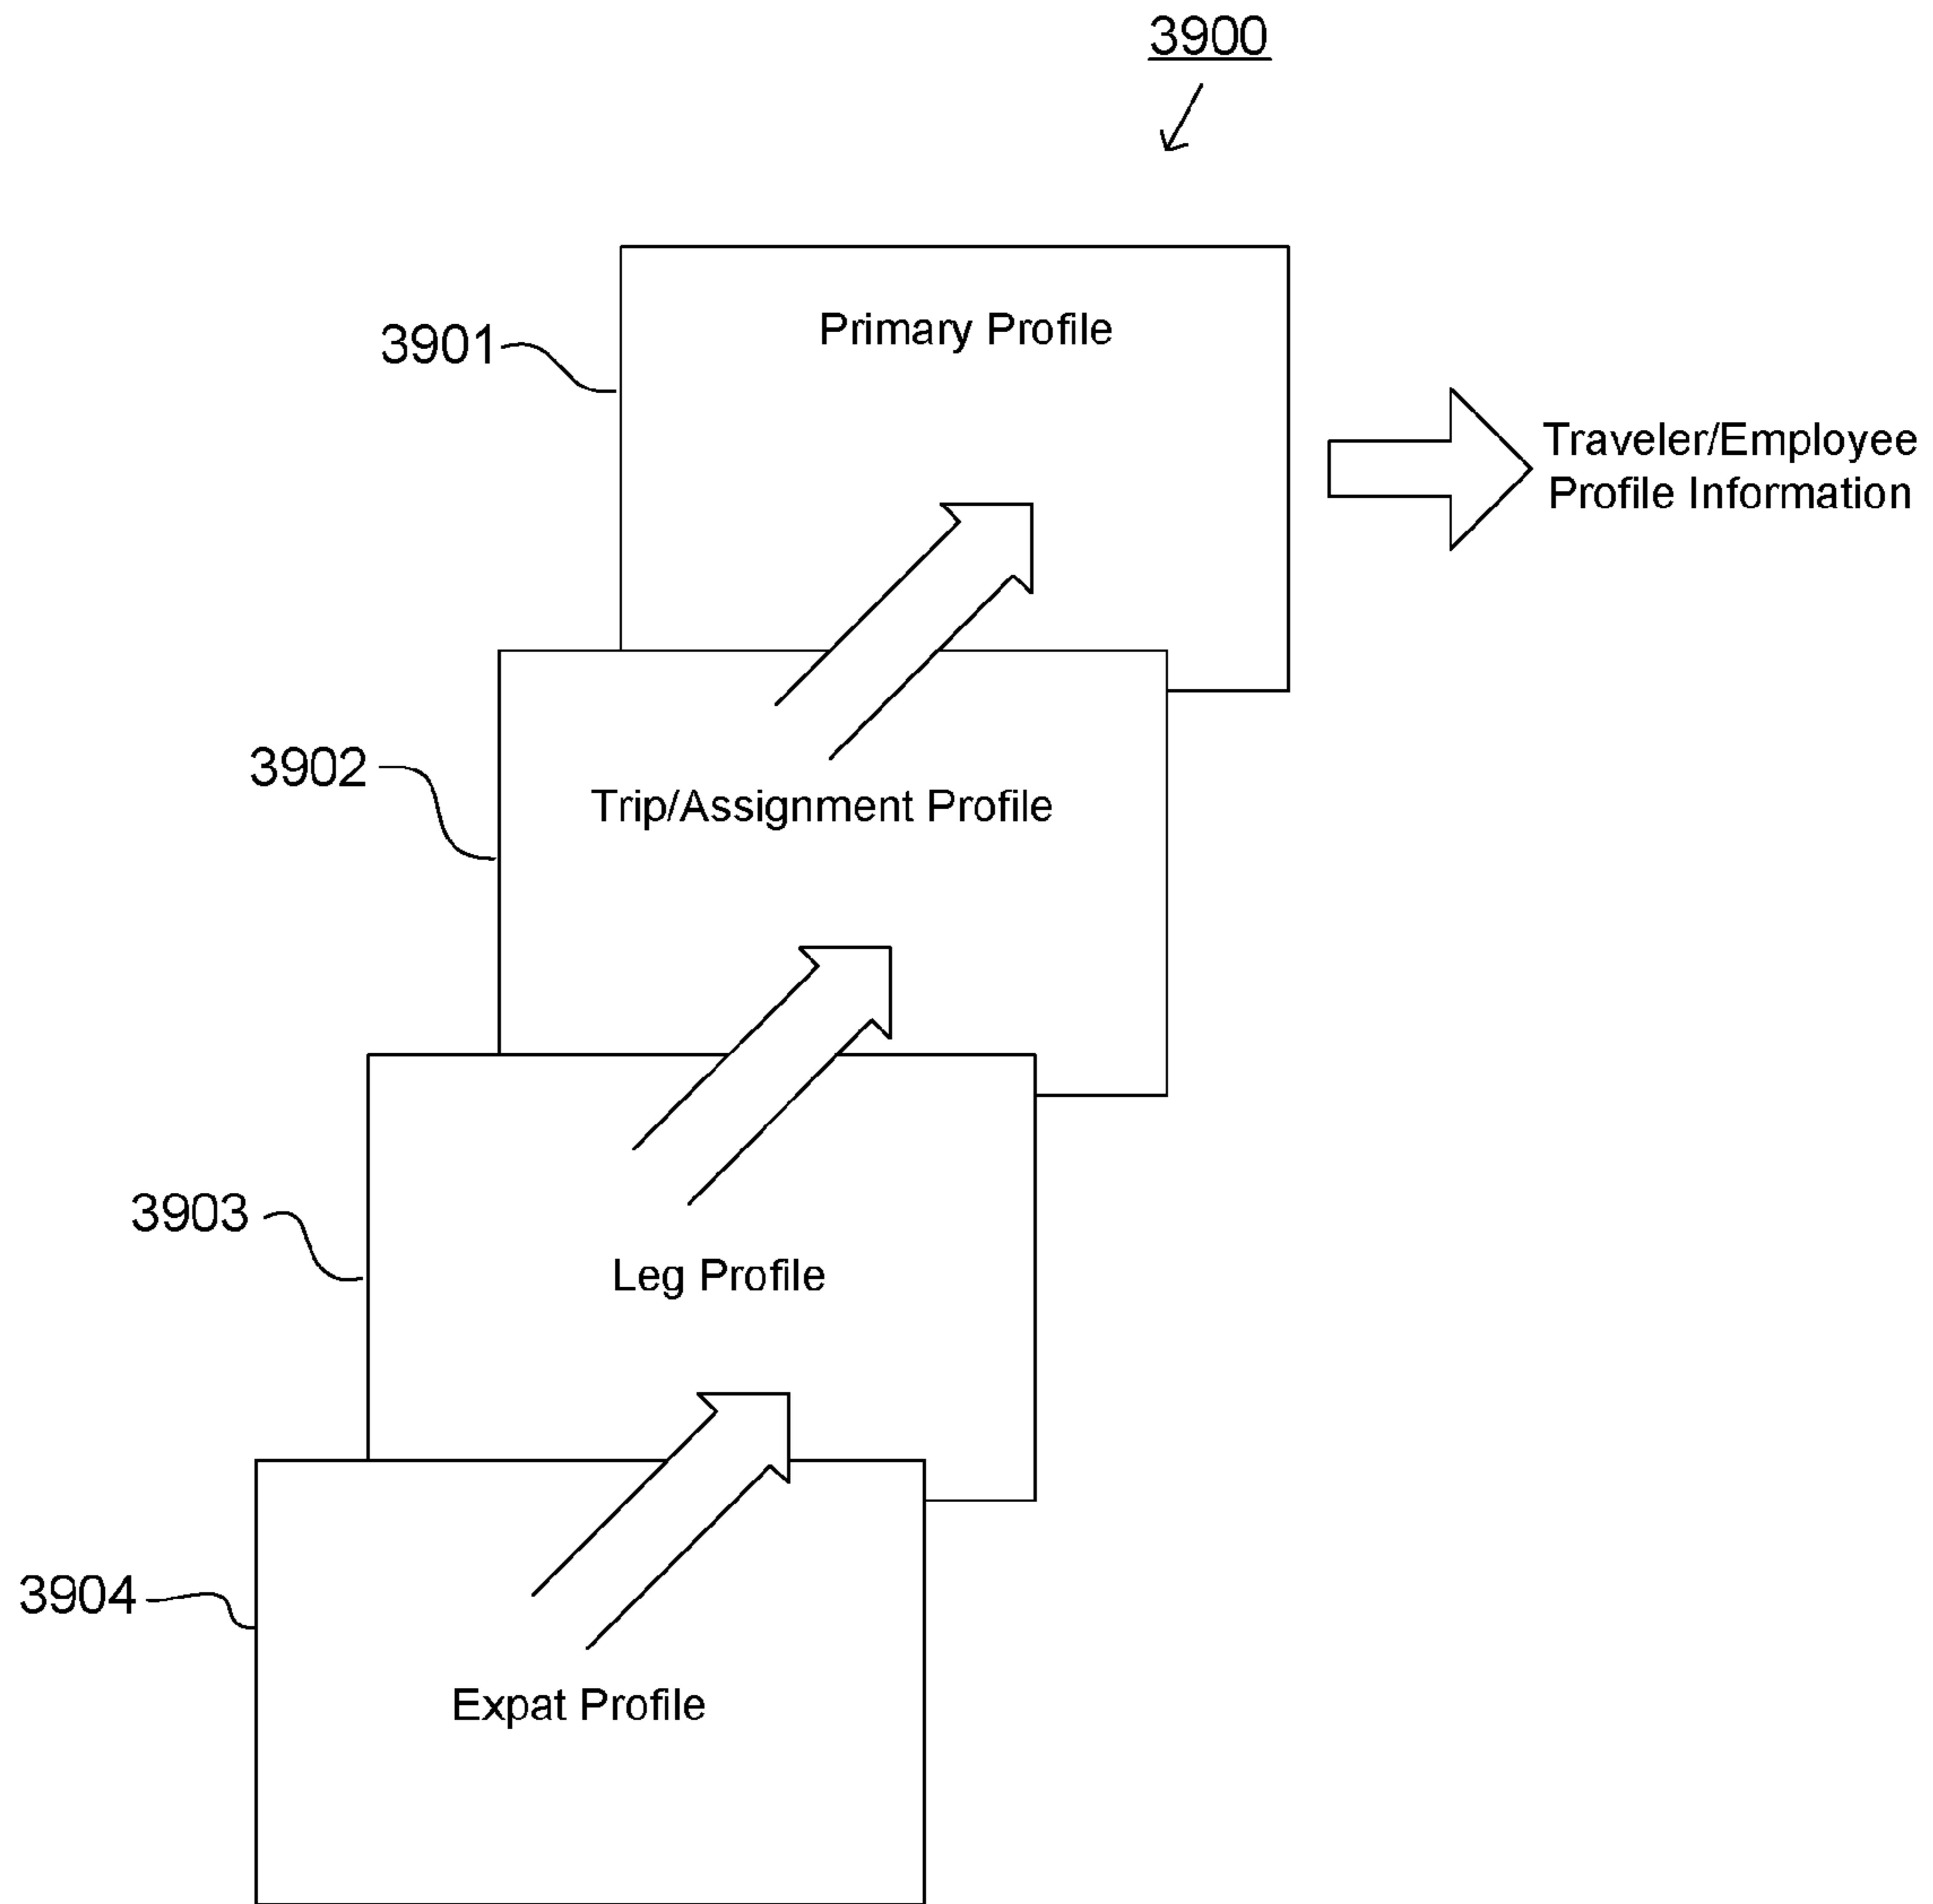 3900
Primary Profile
3901
Traveler/Employee
Profile Information
3902
Trip/Assignment Profile
3903
Leg Profile
3904
Expat Profile